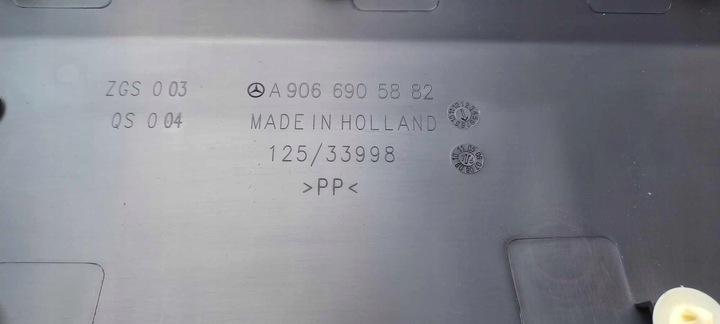 ZGS 0 03 A 906 690 58 82
QS 0 04 MADE IN HOLLAND
125/33998
>PP<